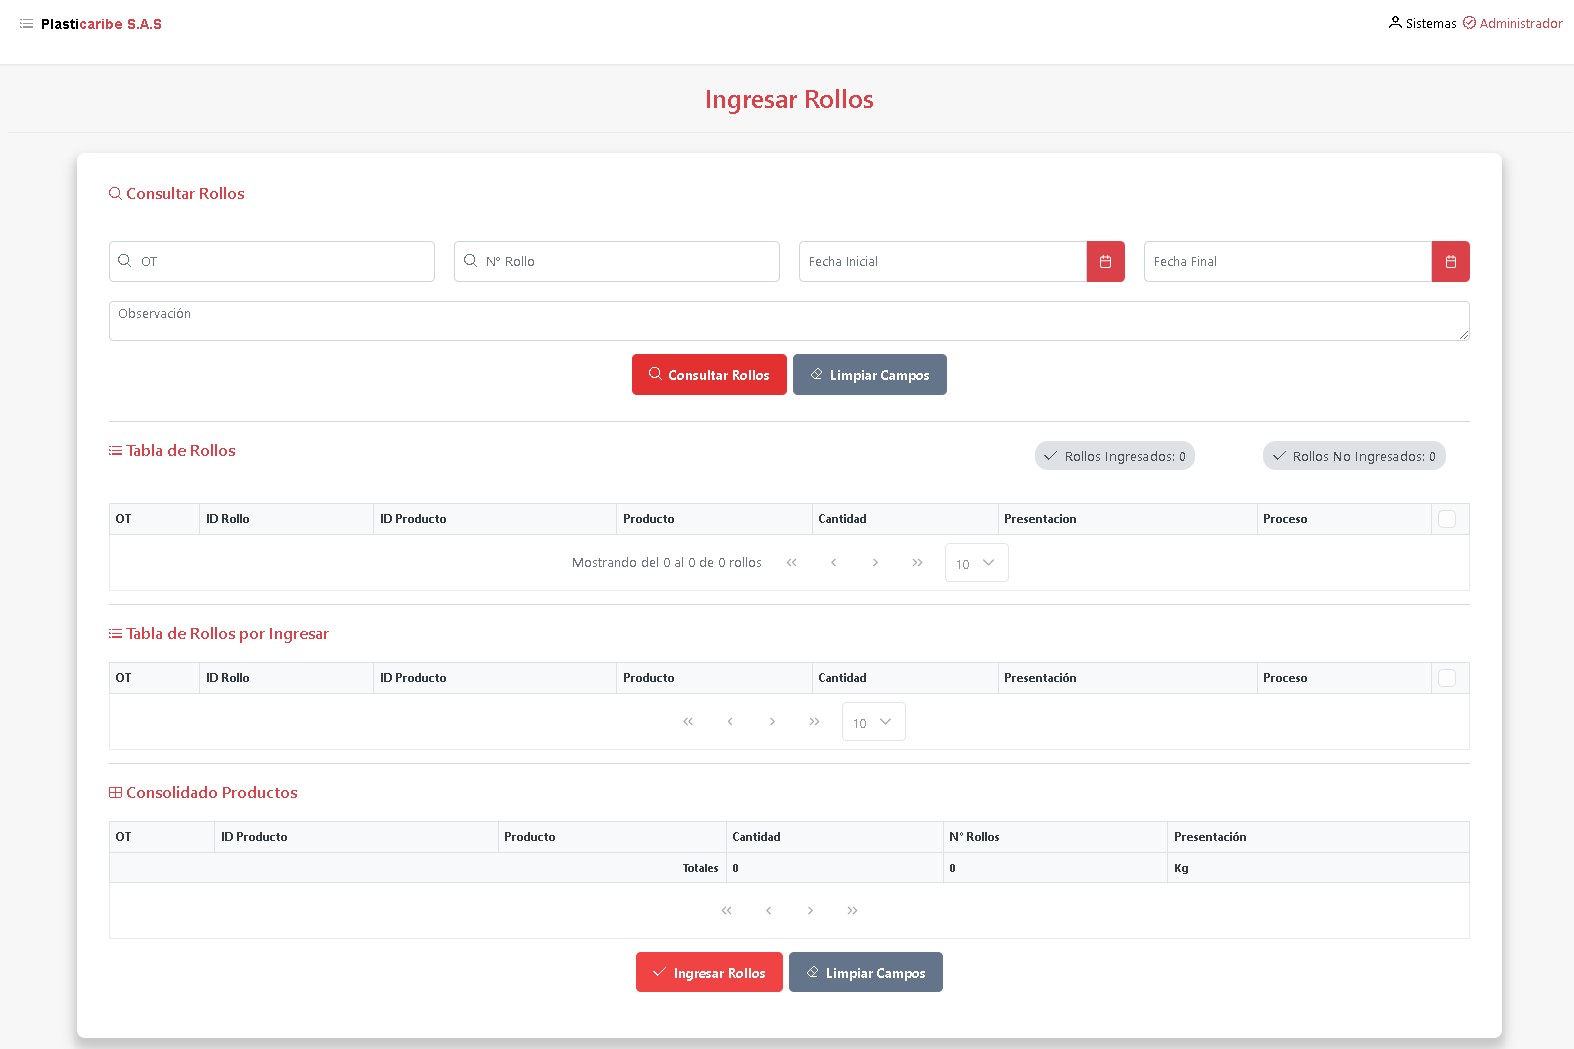 Plasticaribe S.A.S
Sistemas Administrador
Ingresar Rollos
Consultar Rollos
OT N° Rollo Fecha Inicial Fecha Final
Observación
Consultar Rollos Limpiar Campos
Tabla de Rollos Rollos Ingresados: 0 Rollos No Ingresados: 0
OT ID Rollo ID Producto Producto Cantidad Presentacion Proceso
Mostrando del 0 al 0 de 0 rollos 10
Tabla de Rollos por Ingresar
OT ID Rollo ID Producto Producto Cantidad Presentación Proceso
10
Consolidado Productos
OT ID Producto Producto Cantidad N° Rollos Presentación
Totales 0 0 Kg
Ingresar Rollos Limpiar Campos